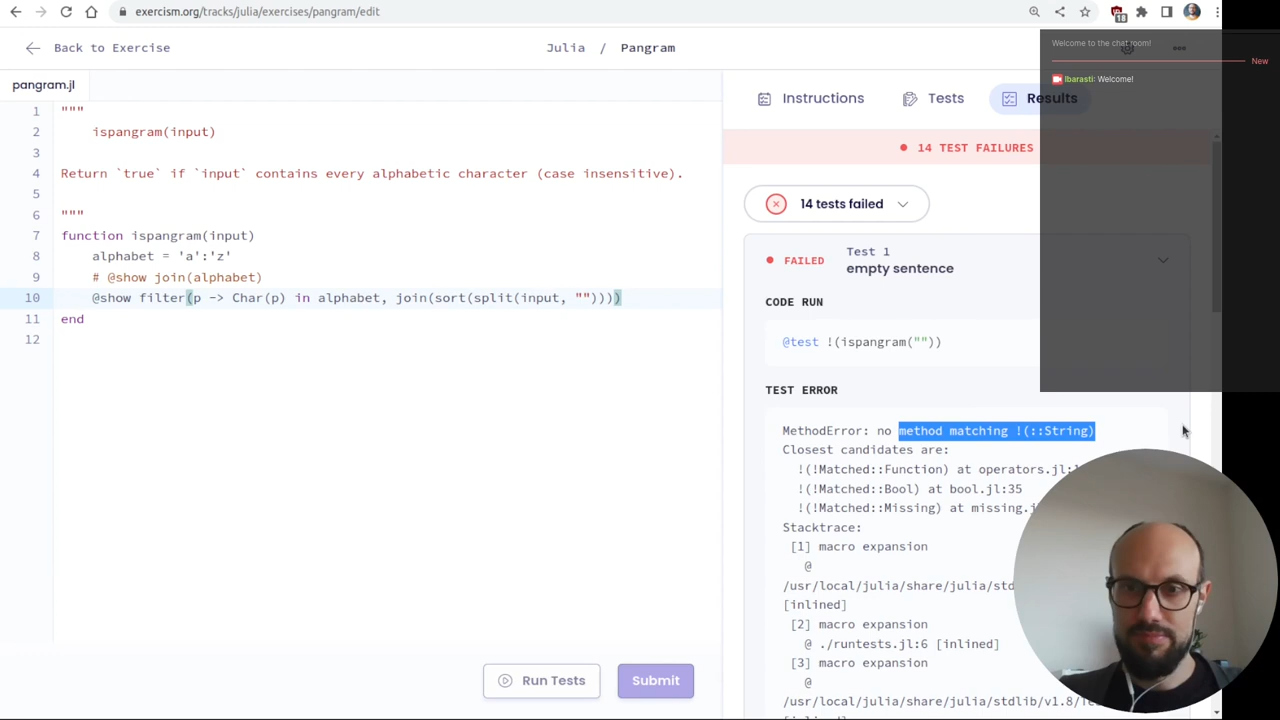 exercism.org/tracks/julia/exercises/pangram/edit
18
Back to Exercise
Julia / Pangram
pangram.jl
1 """
2 ispangram(input)
3
4 Return `true` if `input` contains every alphabetic character (case insensitive).
5
6 """
7 function ispangram(input)
8 alphabet = 'a':'z'
9 # @show join(alphabet)
10 @show filter(p -> Char(p) in alphabet, join(sort(split(input, ""))))
11 end
12
Run Tests
Submit
Instructions
Tests
Results
14 TEST FAILURES
14 tests failed
FAILED
Test 1
empty sentence
CODE RUN
@test !(ispangram(""))
TEST ERROR
MethodError: no method matching !(::String)
Closest candidates are:
!(!Matched::Function) at operators.jl:
!(!Matched::Bool) at bool.jl:35
!(!Matched::Missing) at missing.j
Stacktrace:
[1] macro expansion
@
/usr/local/julia/share/julia/std
[inlined]
[2] macro expansion
@ ./runtests.jl:6 [inlined]
[3] macro expansion
@
/usr/local/julia/share/julia/stdlib/v1.8/Te
[inlined]
Welcome to the chat room!
New
lbarasti: Welcome!